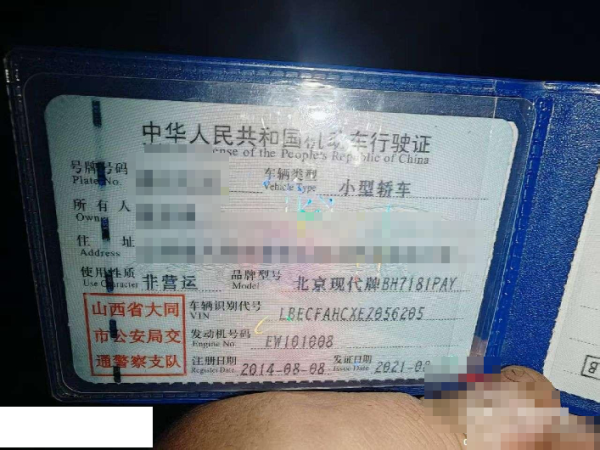 中华人民共和国机动车行驶证
ense of the People's Republic of China
号牌号码 Plate No. 车辆类型 Vehicle Type 小型轿车
所有人 Owner
住址 Address
使用性质 Use Character 非营运 品牌型号 Model 北京现代牌BH7181PAY
山西省大同
市公安局交
通警察支队
车辆识别代号 VIN LBECFAHCXEZ056205
发动机号码 Engine No. EW101008
注册日期 Register Date 2014-08-08 发证日期 Issue Date 2021-0
B